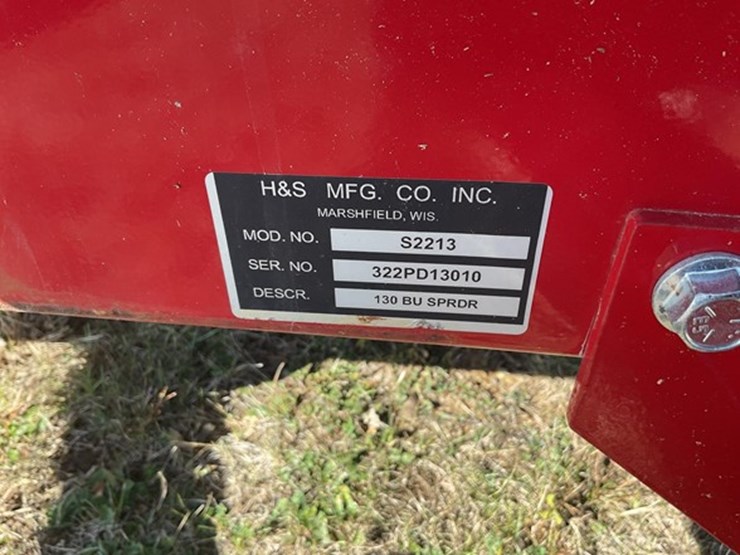 H&S MFG. CO. INC.
MARSHFIELD, WIS.
MOD. NO. S2213
SER. NO. 322PD13010
DESCR. 130 BU SPRDR